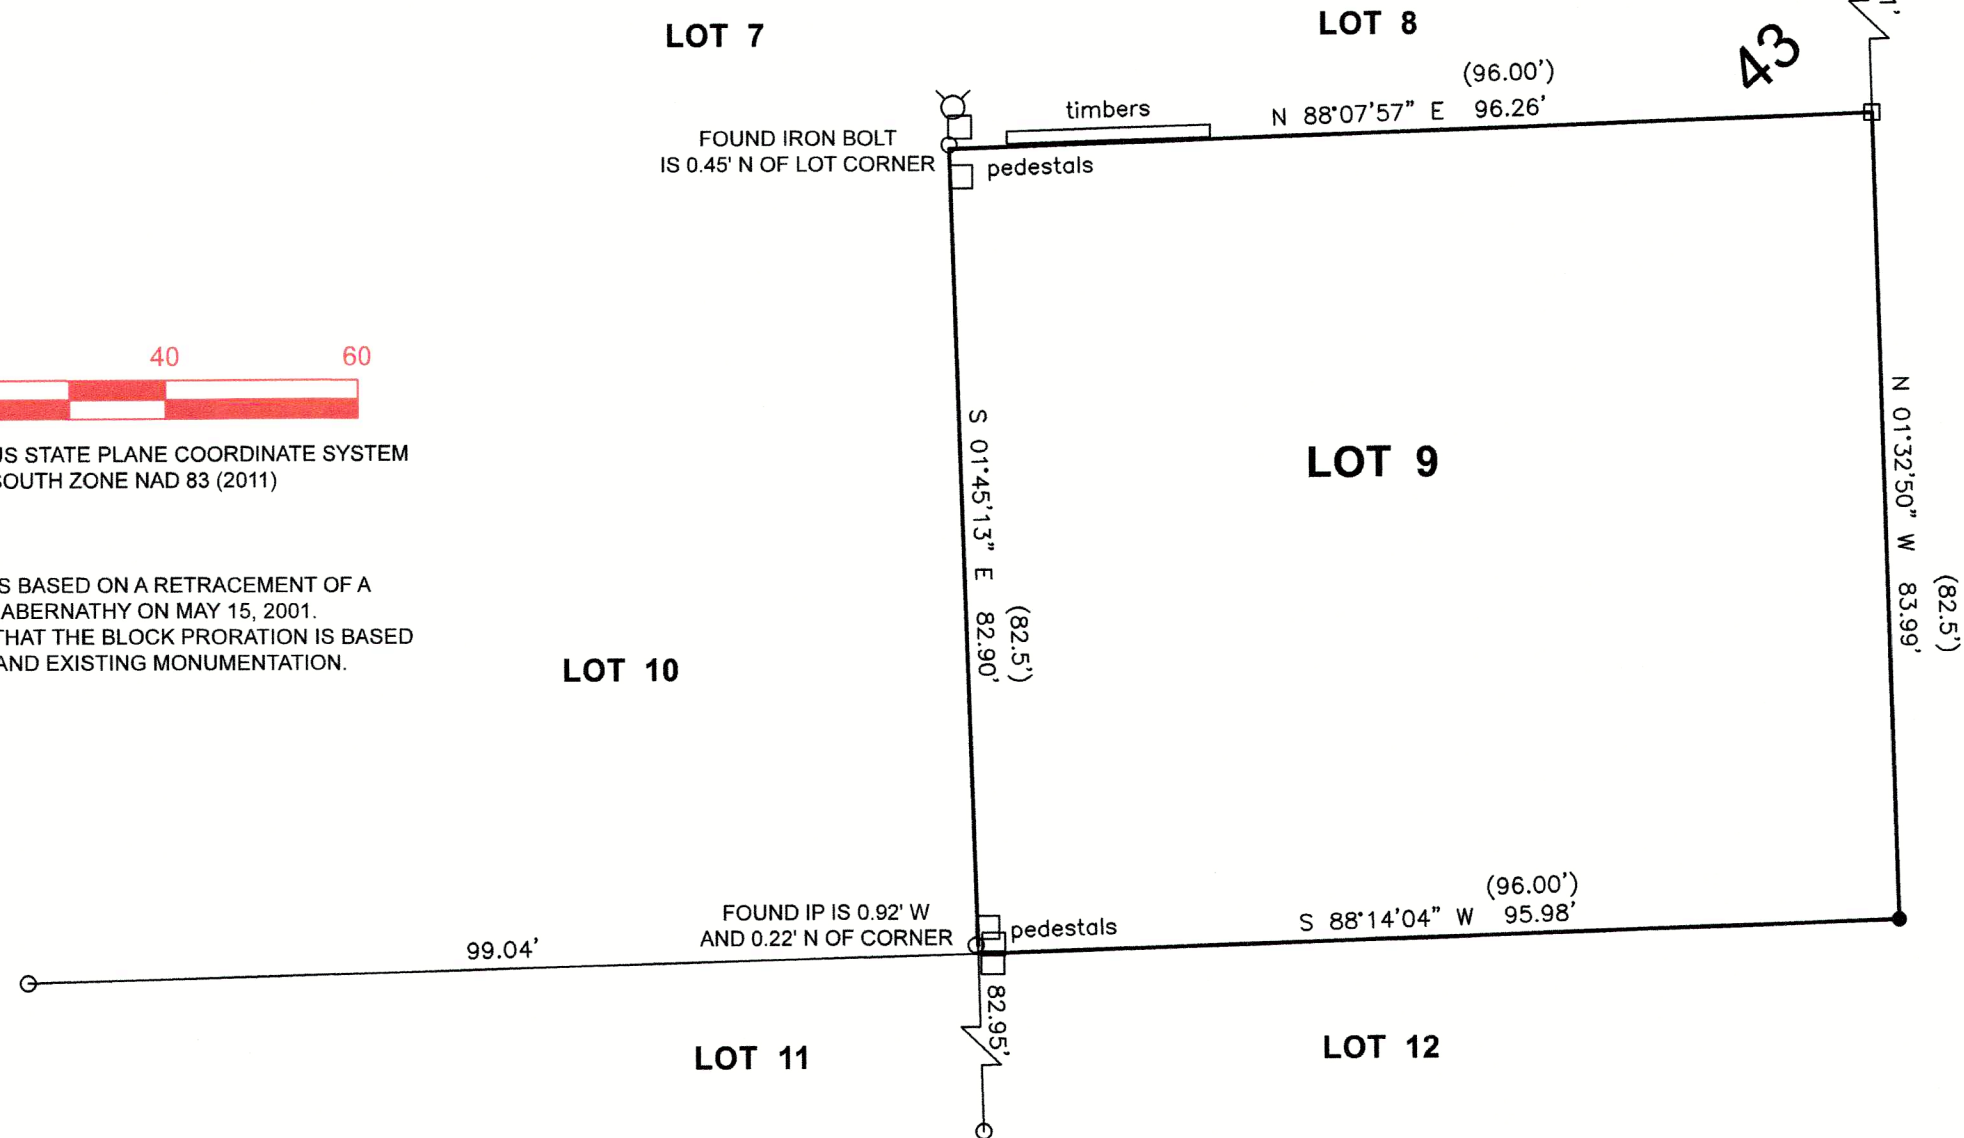 LOT 7
LOT 8
43
(96.00')
N 88°07'57" E 96.26'
timbers
FOUND IRON BOLT
IS 0.45' N OF LOT CORNER
pedestals
40 60
US STATE PLANE COORDINATE SYSTEM
SOUTH ZONE NAD 83 (2011)
S 01°45'13" E 82.90'
(82.5')
LOT 9
N 01°32'50" W 83.99'
(82.5')
S BASED ON A RETRACEMENT OF A
ABERNATHY ON MAY 15, 2001.
THAT THE BLOCK PRORATION IS BASED
AND EXISTING MONUMENTATION.
LOT 10
FOUND IP IS 0.92' W
AND 0.22' N OF CORNER
pedestals
(96.00')
S 88°14'04" W 95.98'
99.04'
82.95'
LOT 11
LOT 12